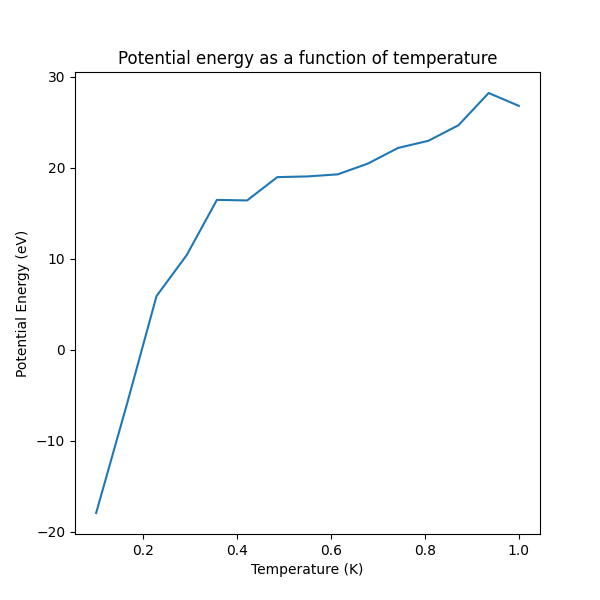 Potential energy as a function of temperature
30
20
10
0
−10
−20
Potential Energy (eV)
0.2 0.4 0.6 0.8 1.0
Temperature (K)